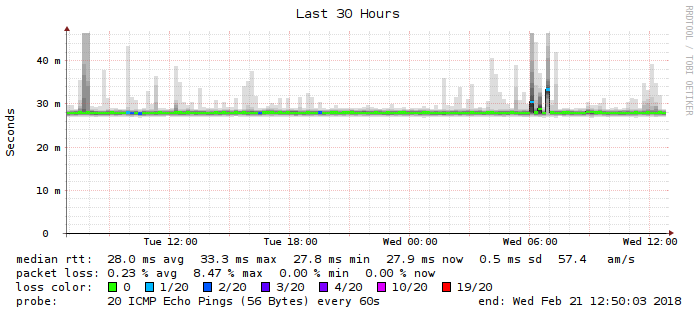 Last 30 Hours
RRDTOOL / TOBI OETIKER
Seconds
40 m
30 m
20 m
10 m
0
Tue 12:00 Tue 18:00 Wed 00:00 Wed 06:00 Wed 12:00
median rtt: 28.0 ms avg 33.3 ms max 27.8 ms min 27.9 ms now 0.5 ms sd 57.4 am/s
packet loss: 0.23 % avg 8.47 % max 0.00 % min 0.00 % now
loss color: 0 1/20 2/20 3/20 4/20 10/20 19/20
probe: 20 ICMP Echo Pings (56 Bytes) every 60s end: Wed Feb 21 12:50:03 2018